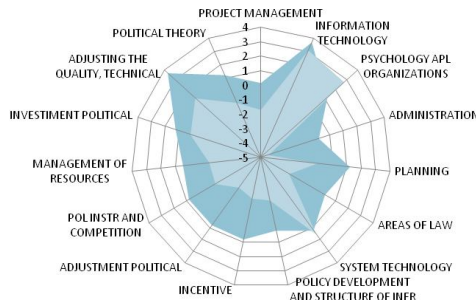 PROJECT MANAGEMENT
INFORMATION
TECHNOLOGY
PSYCHOLOGY APL
ORGANIZATIONS
ADMINISTRATION
PLANNING
AREAS OF LAW
SYSTEM TECHNOLOGY
POLICY DEVELOPMENT
AND STRUCTURE OF INFR
INCENTIVE
ADJUSTMENT POLITICAL
POL INSTR AND
COMPETITION
MANAGEMENT OF
RESOURCES
INVESTIMENT POLITICAL
ADJUSTING THE
QUALITY, TECHNICAL
POLITICAL THEORY
4
3
2
1
0
-1
-2
-3
-4
-5